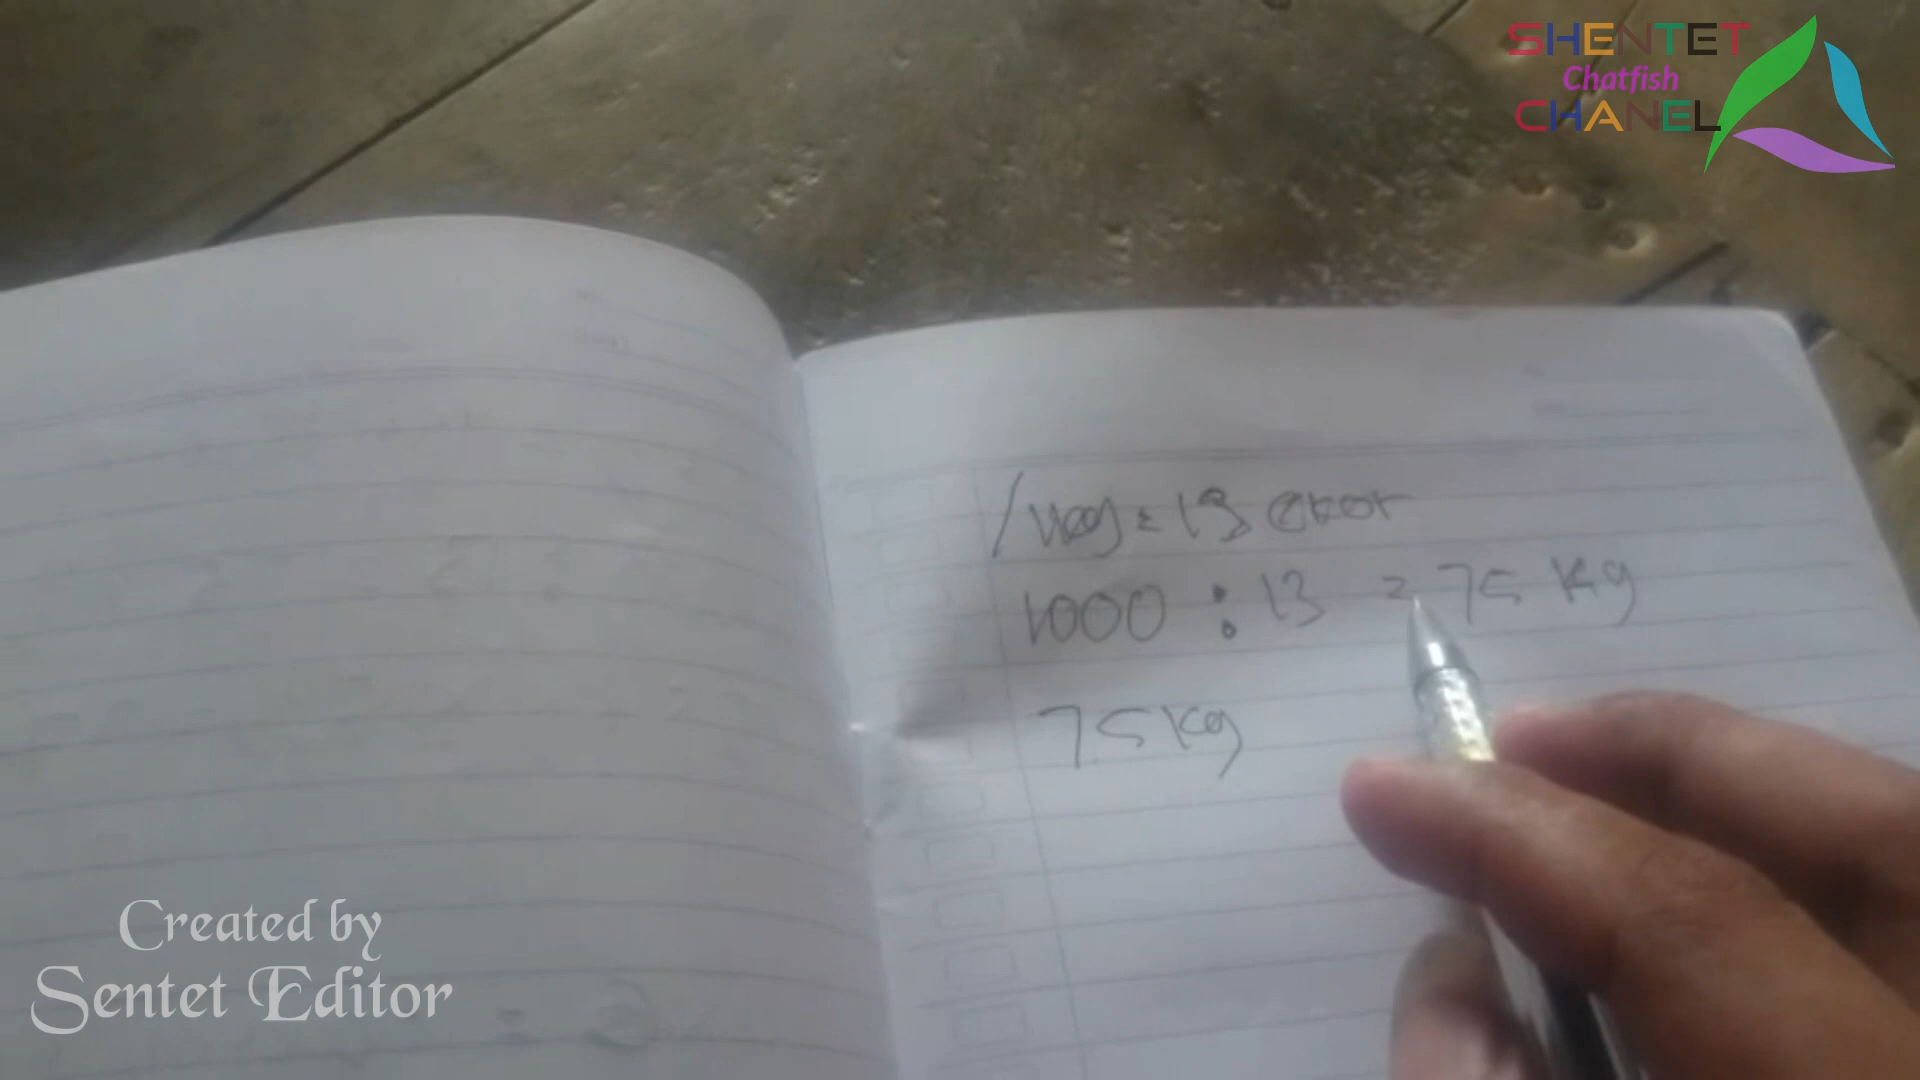 SHENTET
Chatfish
CHANEL
/1kg = 13 ekor
1000 : 13 = 75 Kg
75 Kg
Created by
Sentet Editor